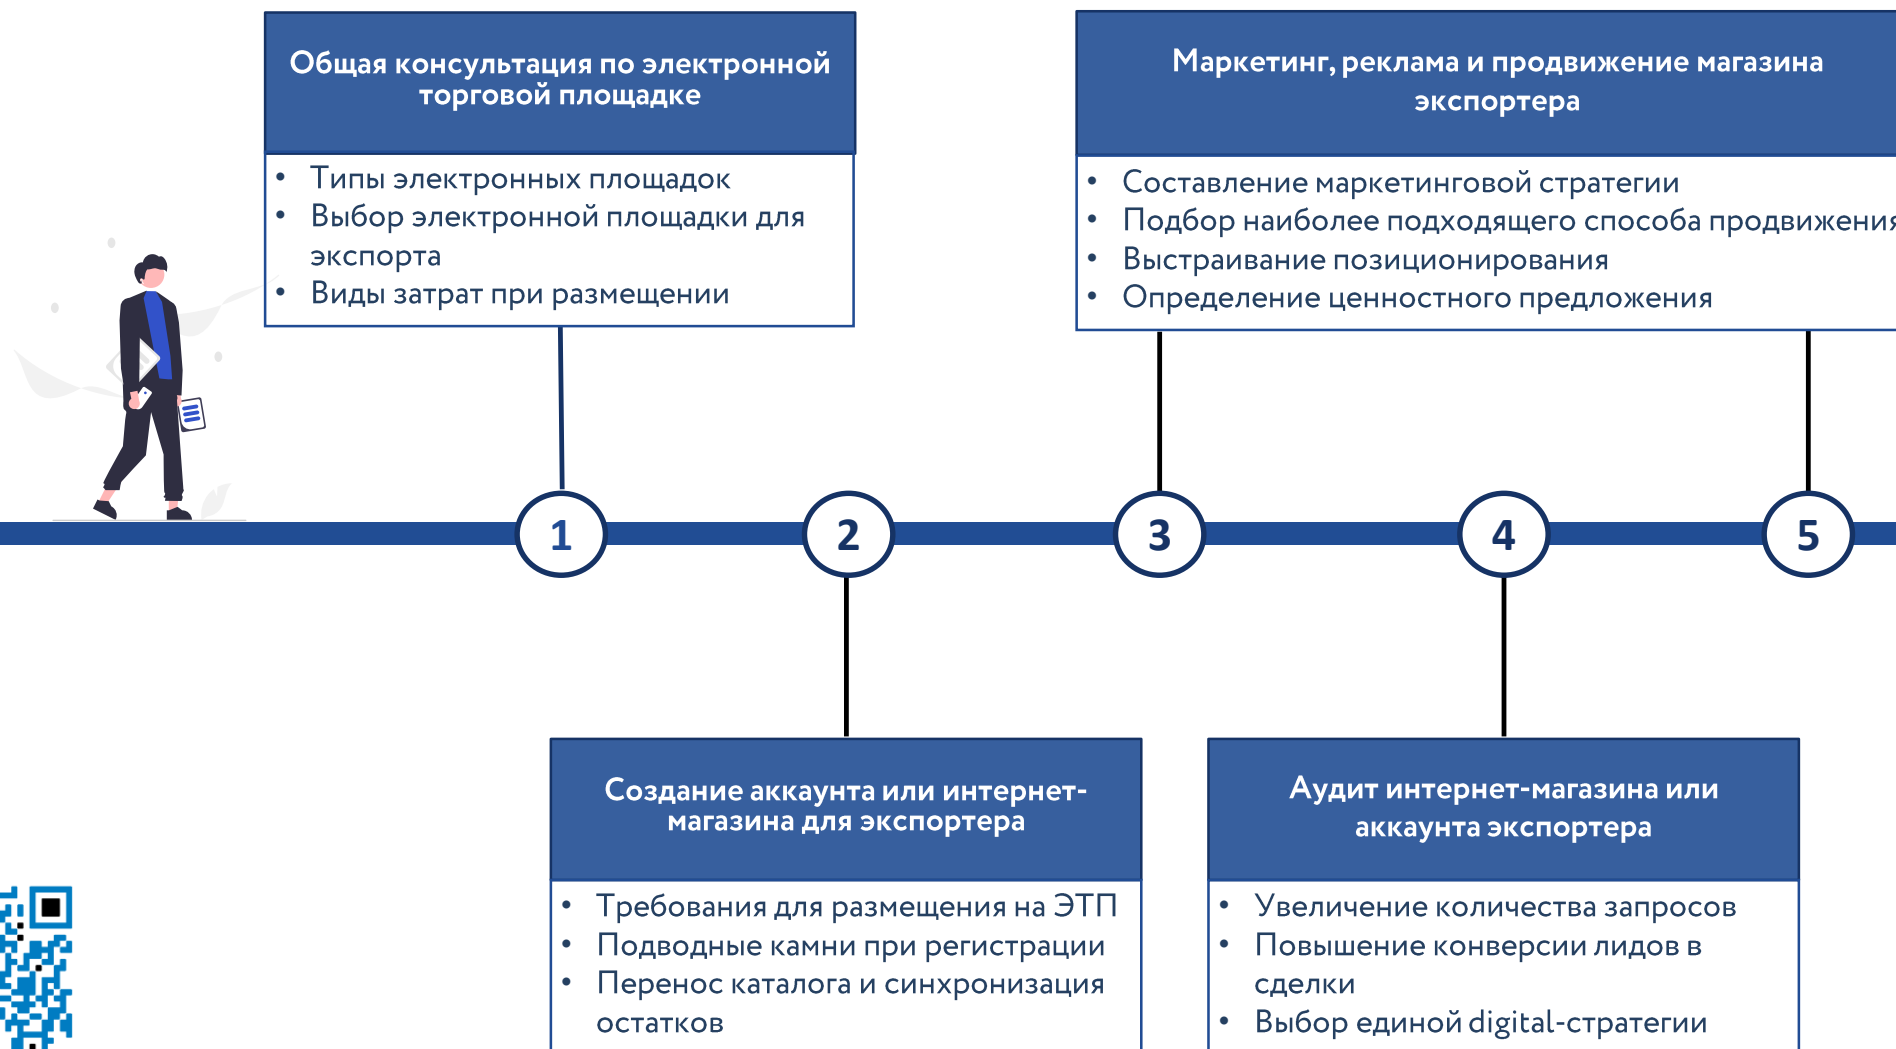 Общая консультация по электронной
торговой площадке
• Типы электронных площадок
• Выбор электронной площадки для
экспорта
• Виды затрат при размещении
Маркетинг, реклама и продвижение магазина
экспортера
• Составление маркетинговой стратегии
• Подбор наиболее подходящего способа продвижения
• Выстраивание позиционирования
• Определение ценностного предложения
1
2
3
4
5
Создание аккаунта или интернет-
магазина для экспортера
• Требования для размещения на ЭТП
• Подводные камни при регистрации
• Перенос каталога и синхронизация
остатков
Аудит интернет-магазина или
аккаунта экспортера
• Увеличение количества запросов
• Повышение конверсии лидов в
сделки
• Выбор единой digital-стратегии